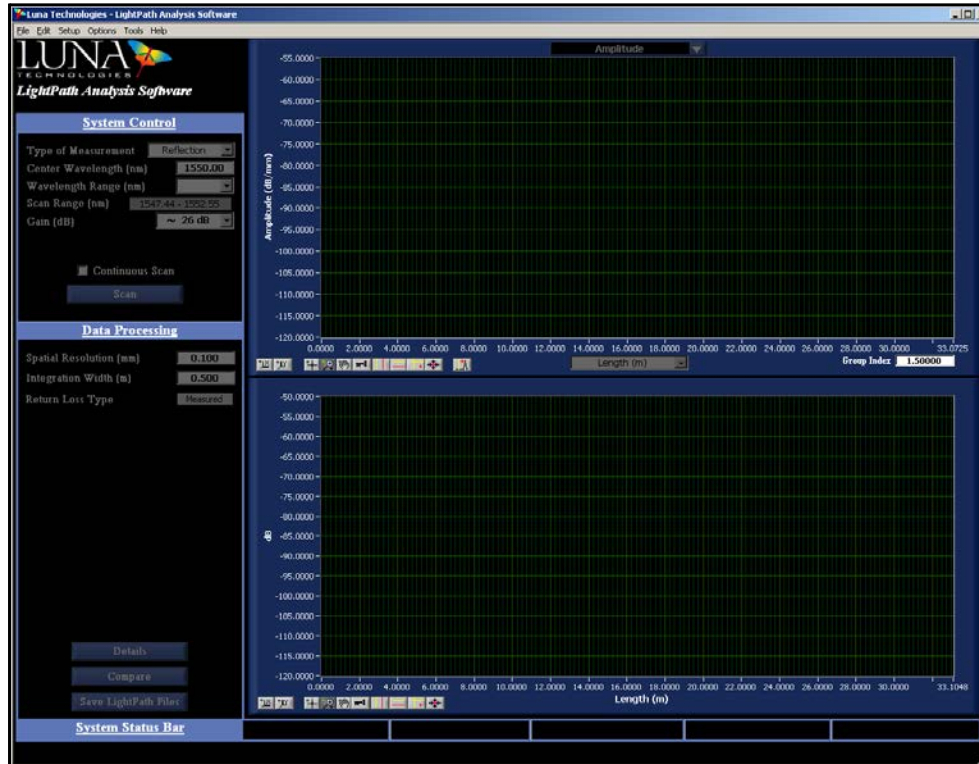 Luna Technologies - LightPath Analysis Software
File Edit Setup Options Tools Help
LUNA
TECHNOLOGIES
LightPath Analysis Software
System Control
Type of Measurement Reflection
Center Wavelength (nm) 1550.00
Wavelength Range (nm)
Scan Range (nm) 1547.44 - 1552.55
Gain (dB) ~ 26 dB
Continuous Scan
Scan
Data Processing
Spatial Resolution (mm) 0.100
Integration Width (m) 0.500
Return Loss Type Measured
Details
Compare
Save LightPath Files
System Status Bar
Amplitude
Amplitude (dB/mm)
-55.0000
-60.0000
-65.0000
-70.0000
-75.0000
-80.0000
-85.0000
-90.0000
-95.0000
-100.0000
-105.0000
-110.0000
-115.0000
-120.0000
0.0000 2.0000 4.0000 6.0000 8.0000 10.0000 12.0000 14.0000 16.0000 18.0000 20.0000 22.0000 24.0000 26.0000 28.0000 30.0000 33.0725
Length (m)
Group Index 1.50000
dB
-50.0000
-55.0000
-60.0000
-65.0000
-70.0000
-75.0000
-80.0000
-85.0000
-90.0000
-95.0000
-100.0000
-105.0000
-110.0000
-115.0000
-120.0000
0.0000 2.0000 4.0000 6.0000 8.0000 10.0000 12.0000 14.0000 16.0000 18.0000 20.0000 22.0000 24.0000 26.0000 28.0000 30.0000 33.1048
Length (m)